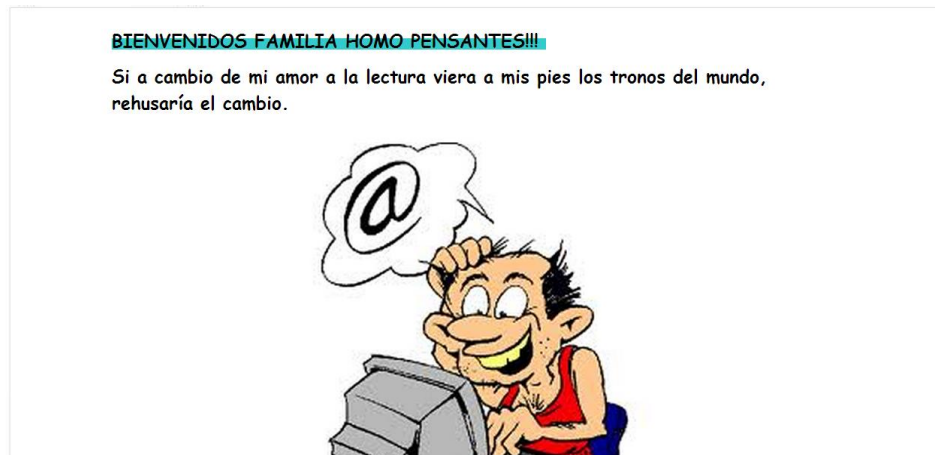 BIENVENIDOS FAMILIA HOMO PENSANTES!!!
Si a cambio de mi amor a la lectura viera a mis pies los tronos del mundo,
rehusaría el cambio.
@